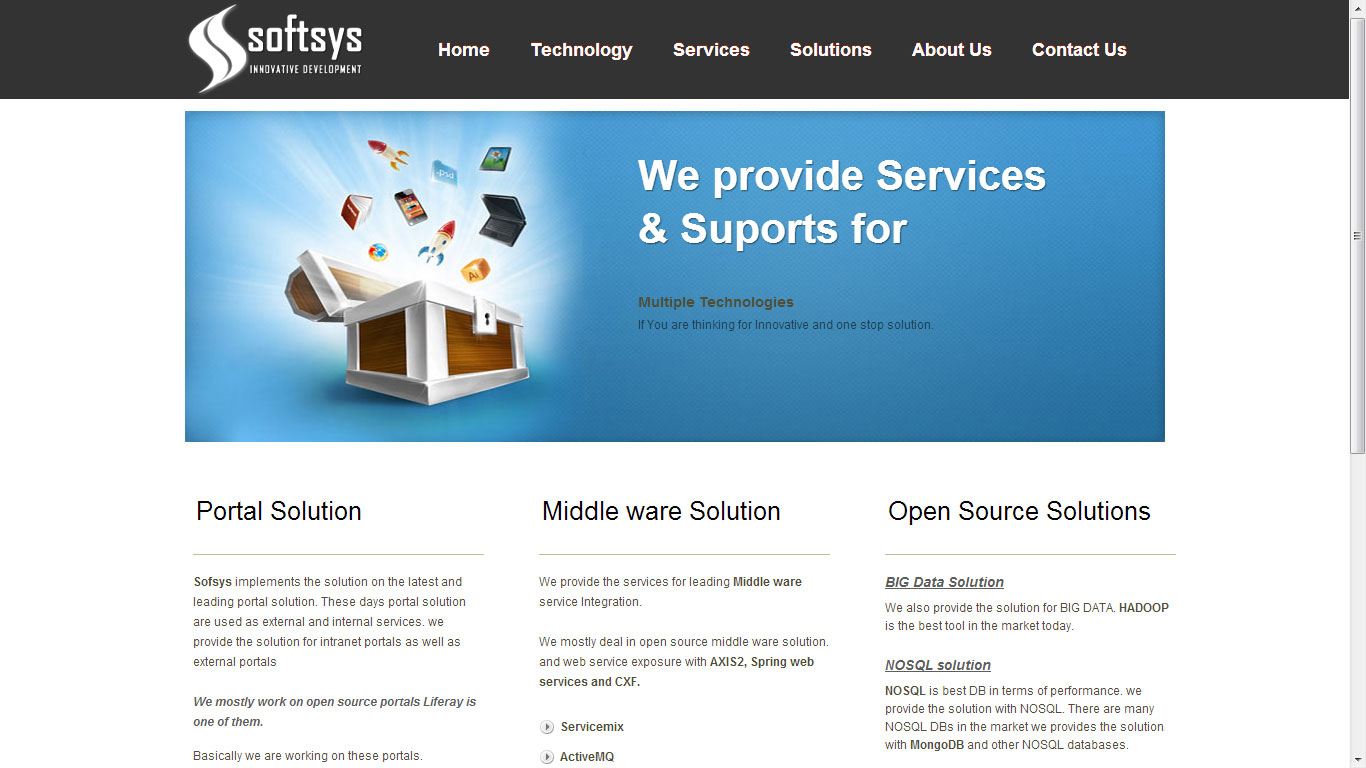 softsys
INNOVATIVE DEVELOPMENT
Home Technology Services Solutions About Us Contact Us
.psd
Ai
We provide Services
& Suports for
Multiple Technologies
If You are thinking for Innovative and one stop solution.
Portal Solution
Sofsys implements the solution on the latest and
leading portal solution. These days portal solution
are used as external and internal services. we
provide the solution for intranet portals as well as
external portals
We mostly work on open source portals Liferay is
one of them.
Basically we are working on these portals.
Middle ware Solution
We provide the services for leading Middle ware
service Integration.
We mostly deal in open source middle ware solution.
and web service exposure with AXIS2, Spring web
services and CXF.
Servicemix
ActiveMQ
Open Source Solutions
BIG Data Solution
We also provide the solution for BIG DATA. HADOOP
is the best tool in the market today.
NOSQL solution
NOSQL is best DB in terms of performance. we
provide the solution with NOSQL. There are many
NOSQL DBs in the market we provides the solution
with MongoDB and other NOSQL databases.